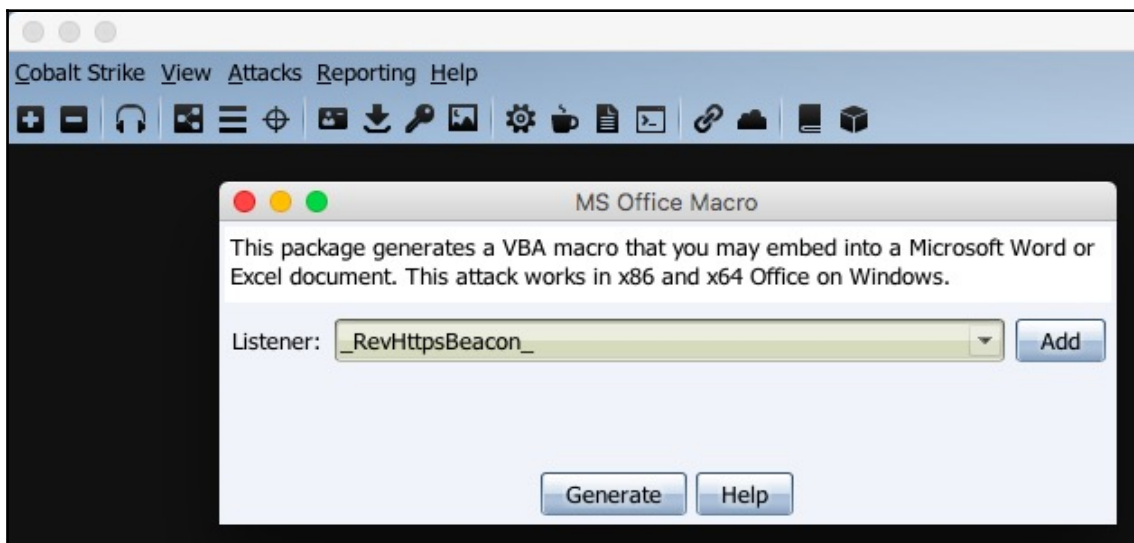 Cobalt Strike View Attacks Reporting Help
MS Office Macro
This package generates a VBA macro that you may embed into a Microsoft Word or
Excel document. This attack works in x86 and x64 Office on Windows.
Listener: _RevHttpsBeacon_ Add
Generate Help